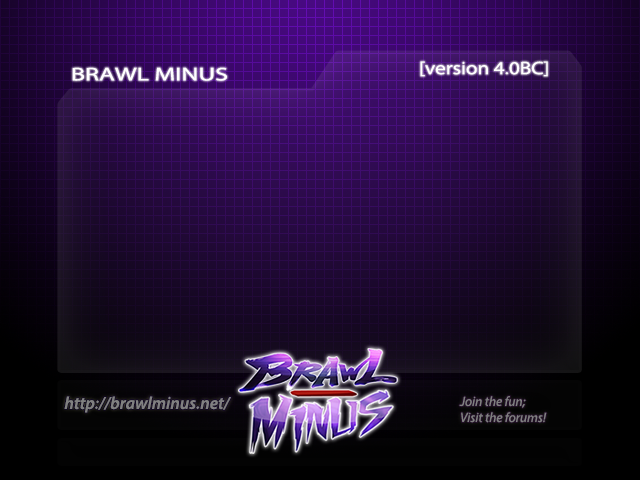 BRAWL MINUS
[version 4.0BC]
BRAWL
MINUS
http://brawlminus.net/
Join the fun;
Visit the forums!